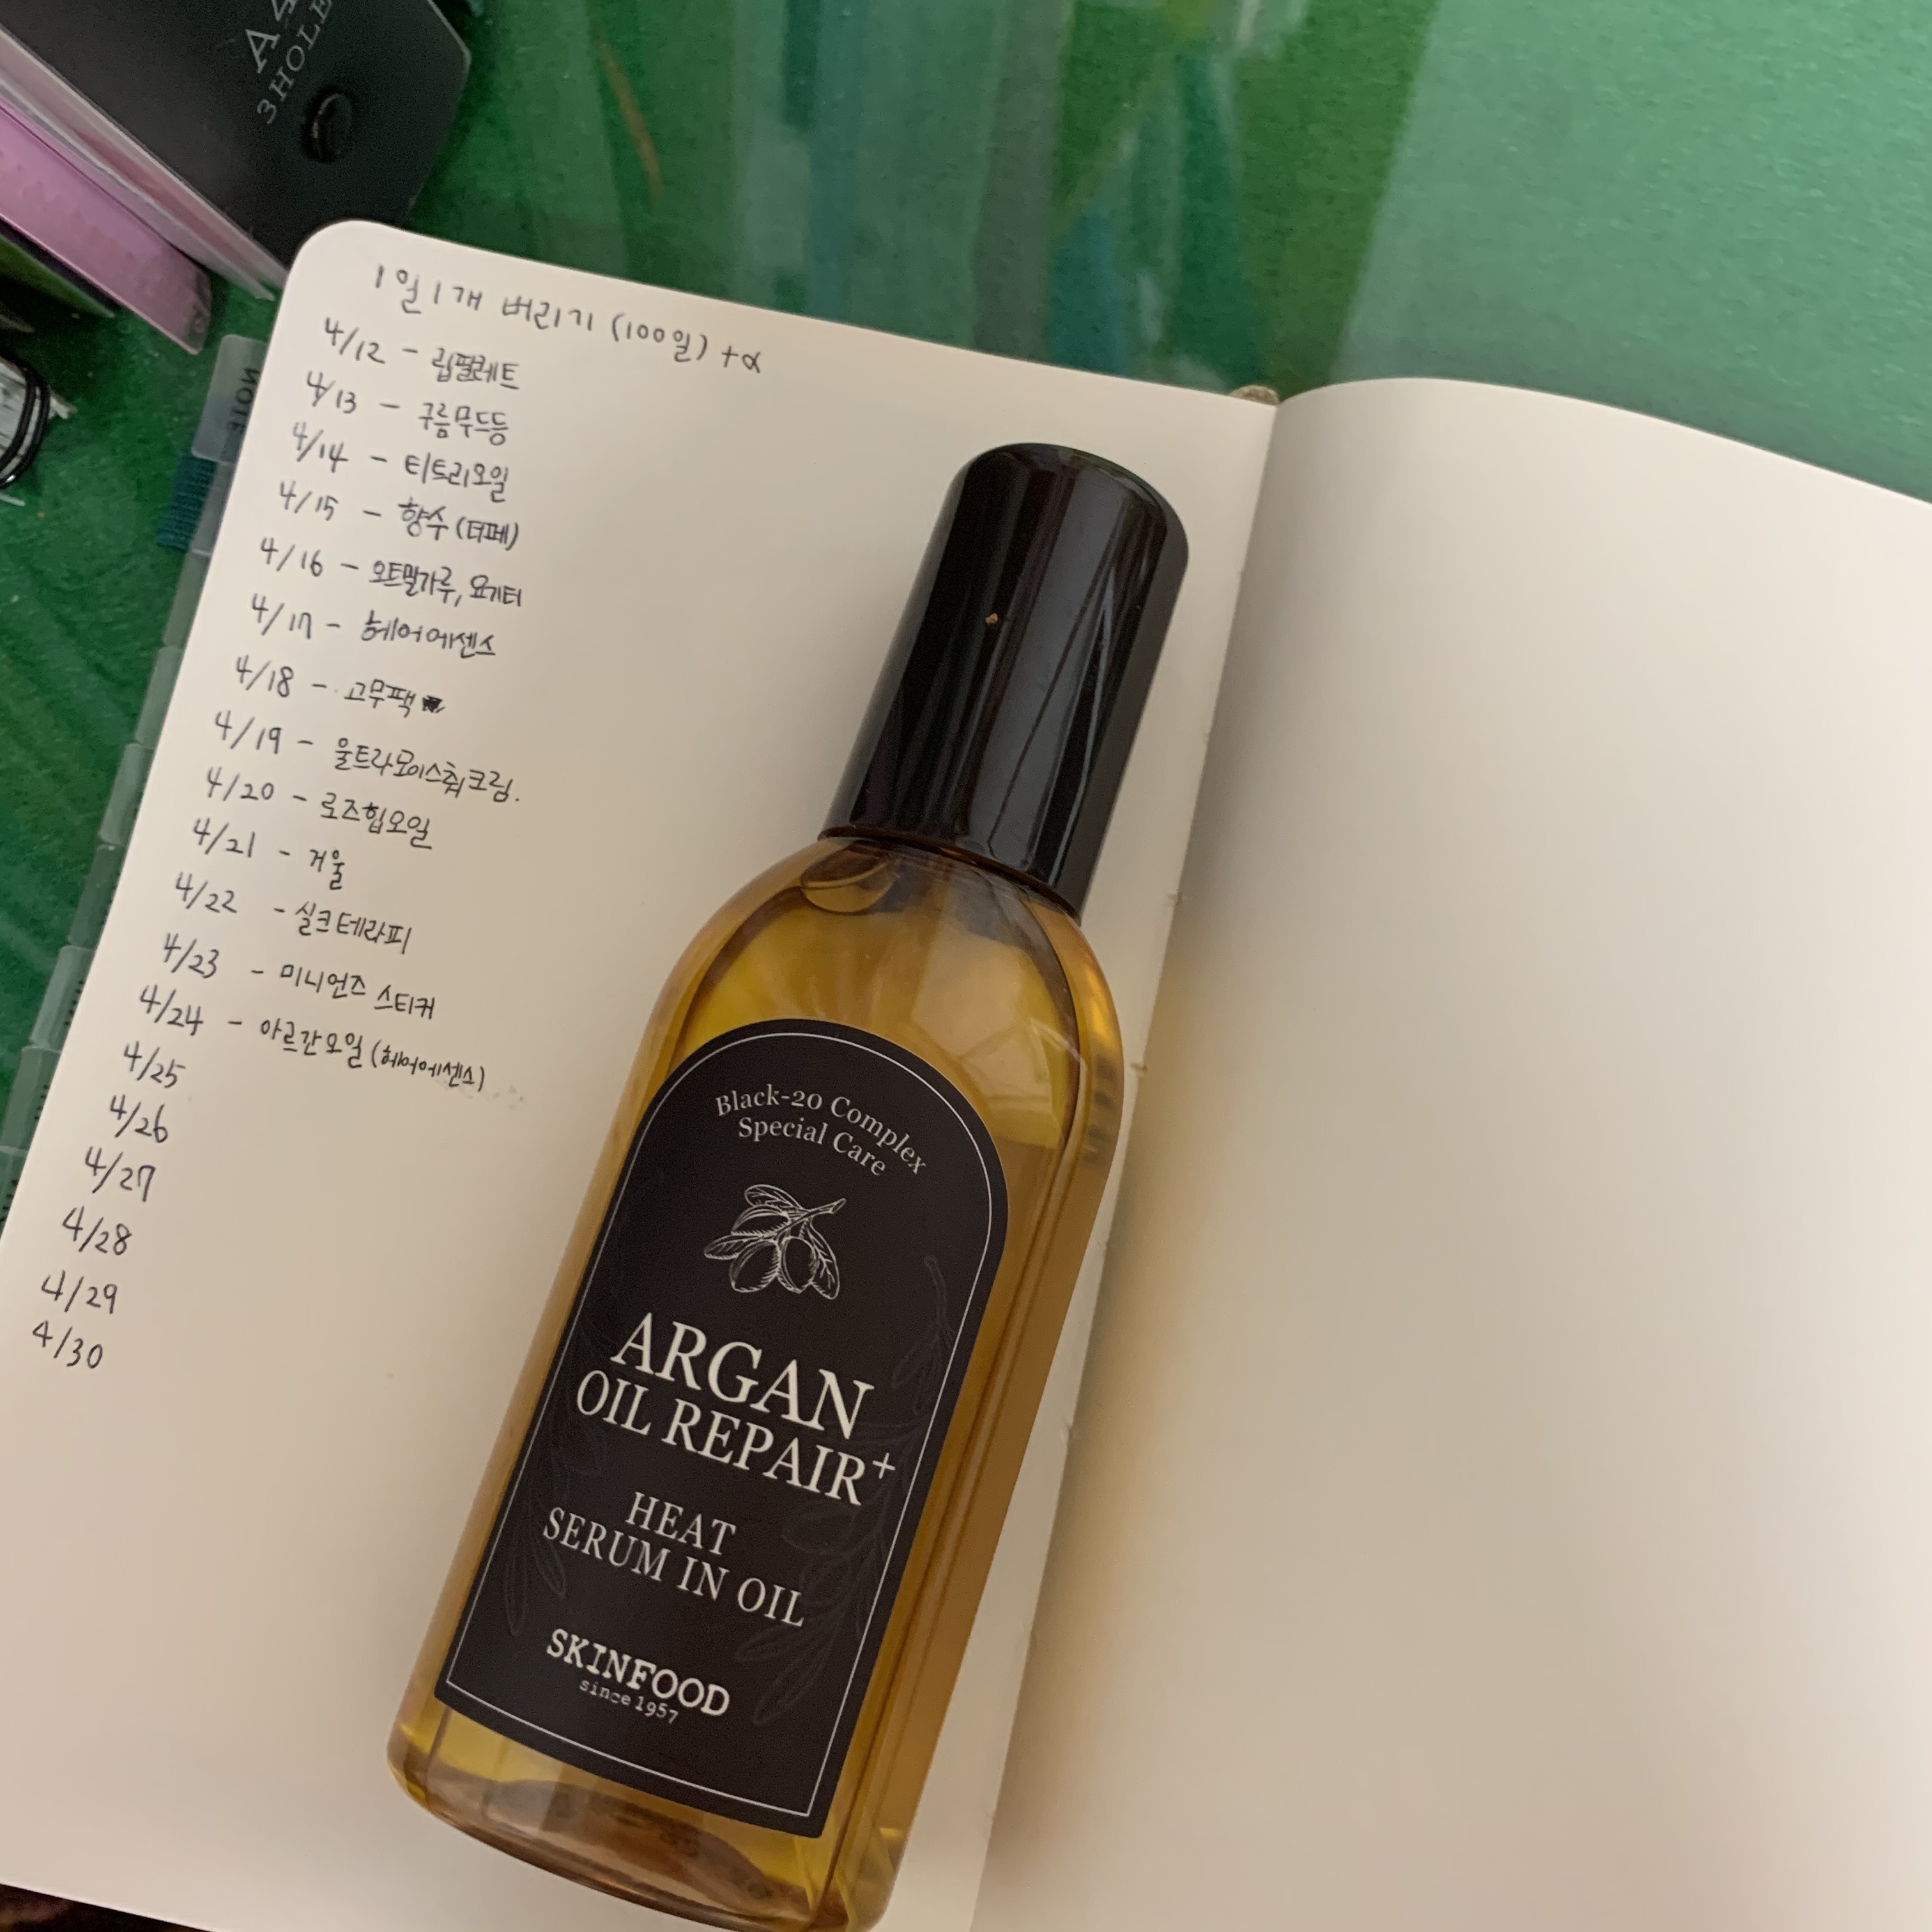 A4
3HOLE
NOTE
1일 1개 버리기 (100일) +α
4/12 - 립팔레트
4/13 - 구름무드등
4/14 - 티트리오일
4/15 - 향수 (더페)
4/16 - 오트밀가루, 요기터
4/17 - 헤어에센스
4/18 - 고무팩
4/19 - 울트라모이스춰크림.
4/20 - 로즈힙오일
4/21 - 거울
4/22 - 실크테라피
4/23 - 미니언즈 스티커
4/24 - 아르간오일 (헤어에센스)
4/25
4/26
4/27
4/28
4/29
4/30
Black-20 Complex
Special Care
ARGAN
OIL REPAIR+
HEAT
SERUM IN OIL
SKINFOOD
since 1957